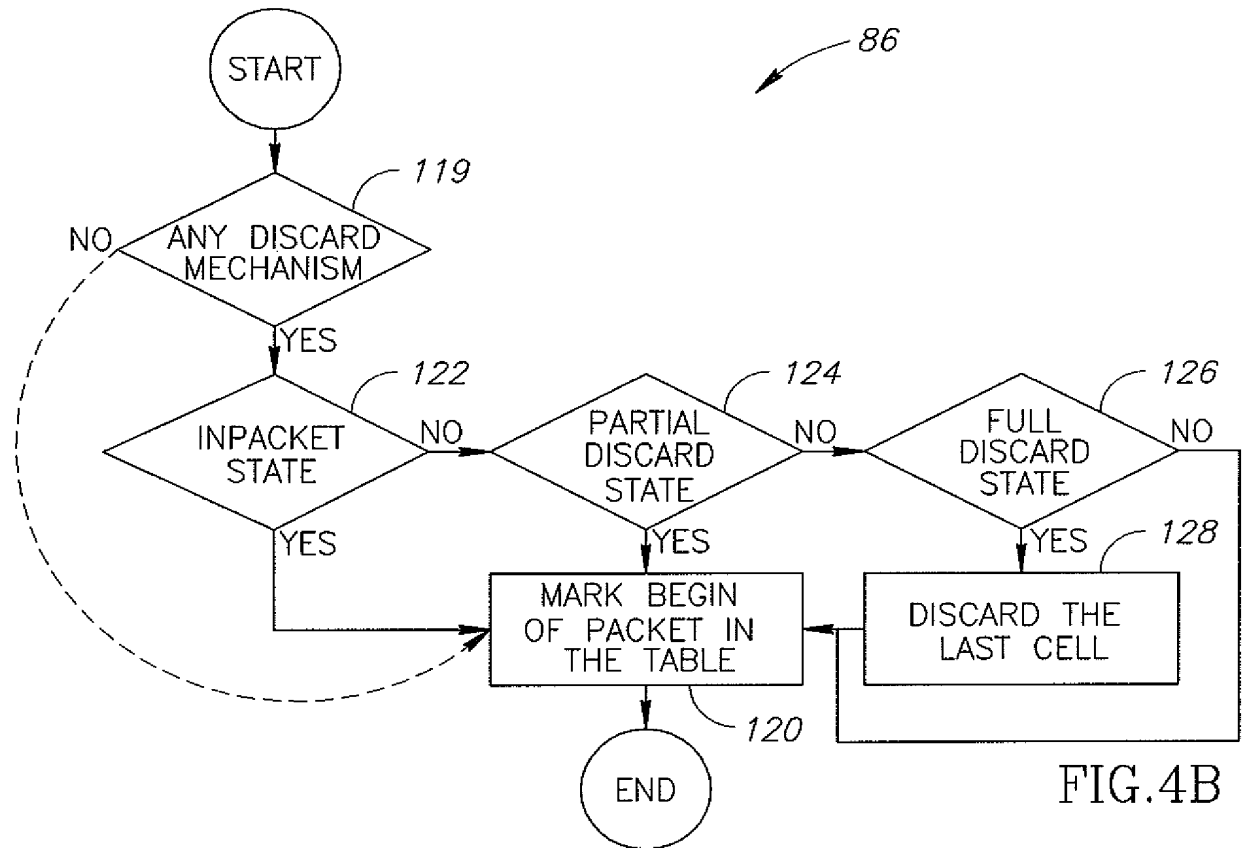 86
START
119
NO
ANY DISCARD
MECHANISM
YES
122
124
126
INPACKET
STATE
NO
PARTIAL
DISCARD
STATE
NO
FULL
DISCARD
STATE
NO
YES
YES
YES
128
MARK BEGIN
OF PACKET IN
THE TABLE
DISCARD THE
LAST CELL
120
END
FIG.4B